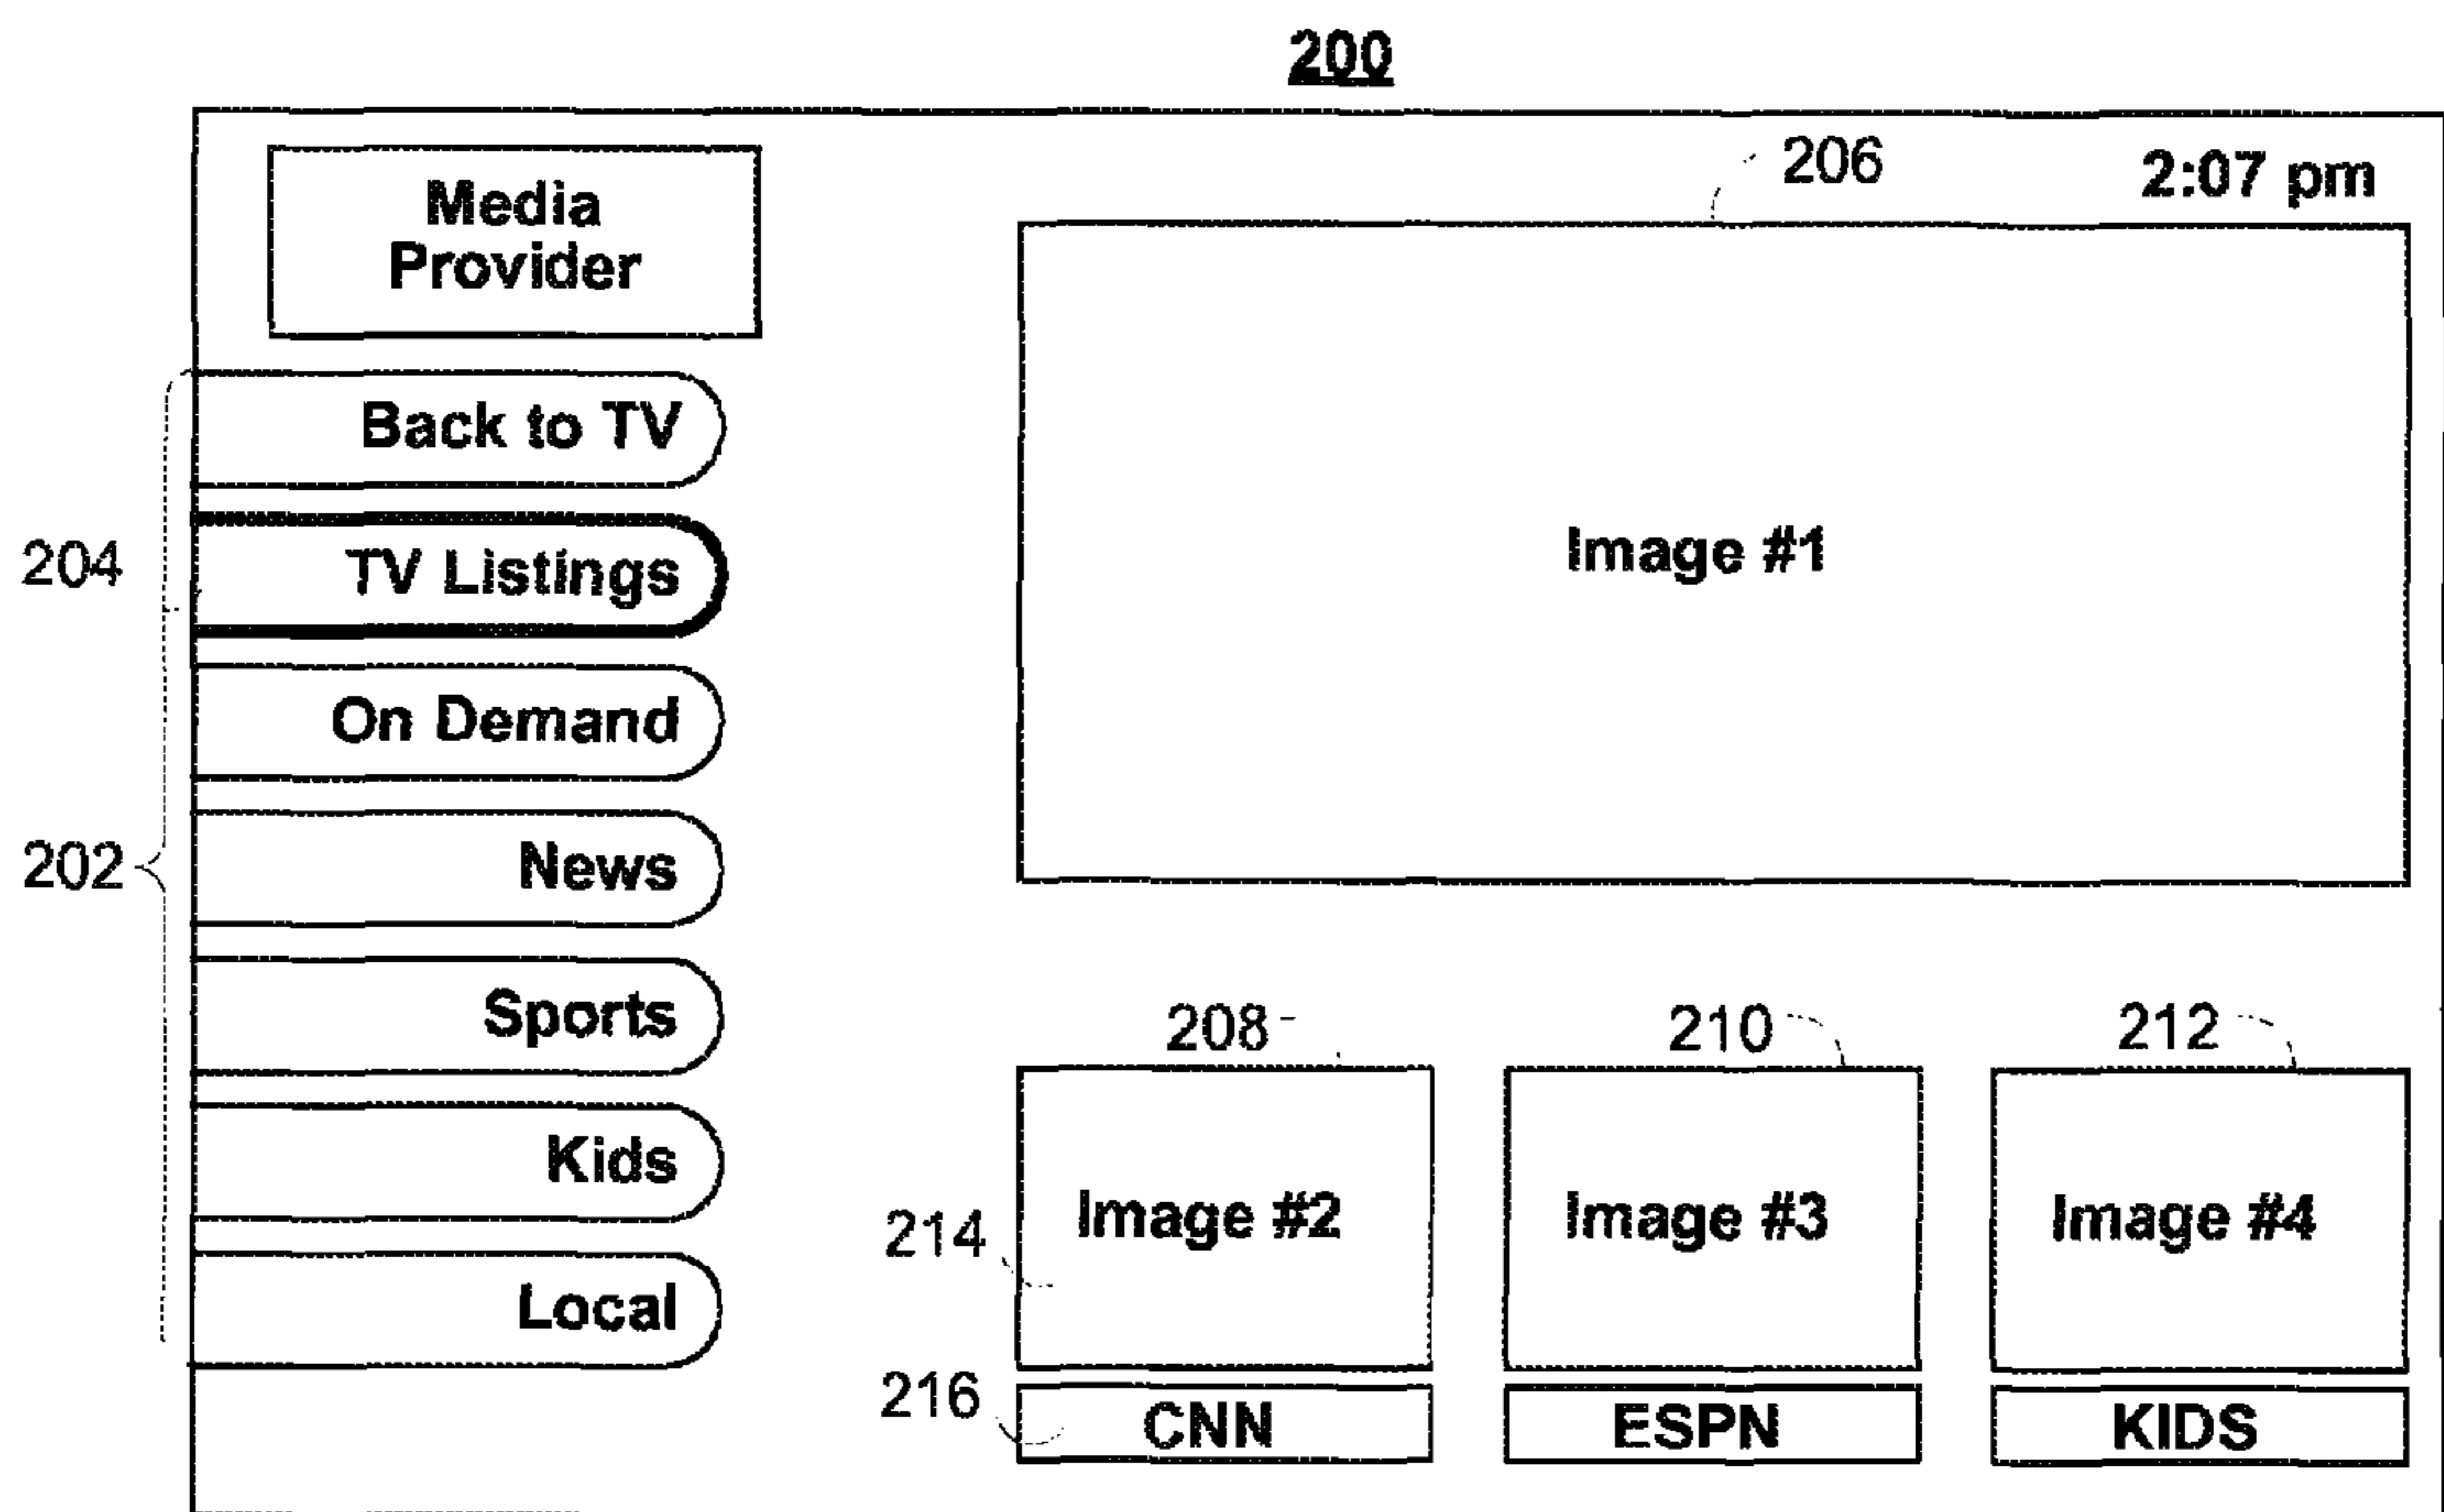 200
206
2:07 pm
Media
Provider
Image #1
Back to TV
204
TV Listings
On Demand
202
News
Sports
Kids
Local
208
210
212
Image #2
Image #3
Image #4
214
216
CNN
ESPN
KIDS